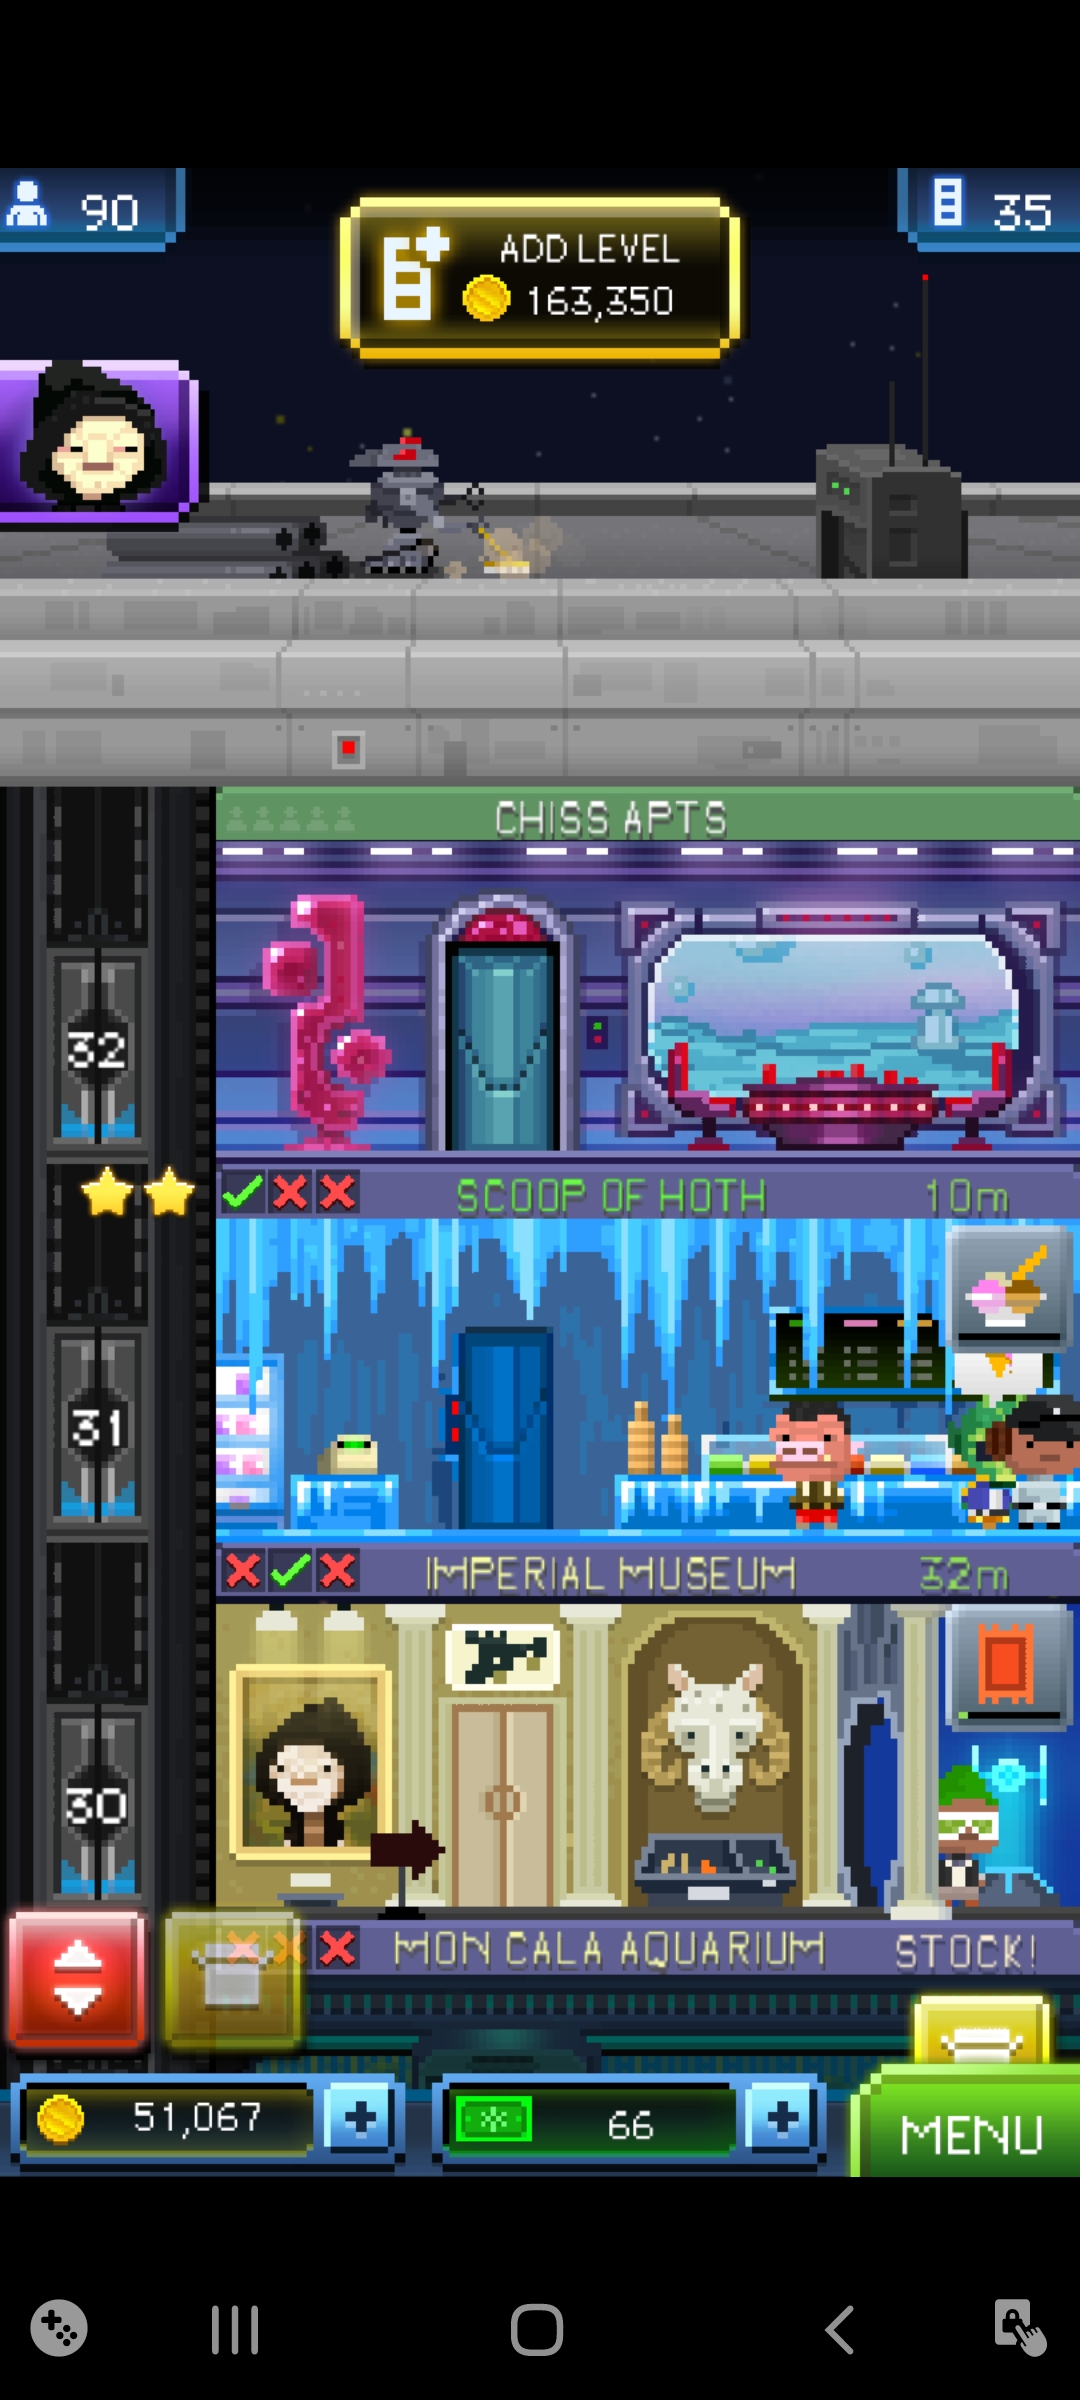 90
ADD LEVEL
163,350
35
CHISS APTS
32
SCOOP OF HOTH 10m
31
IMPERIAL MUSEUM 32m
30
MON CALA AQUARIUM STOCK!
51,067
66
MENU